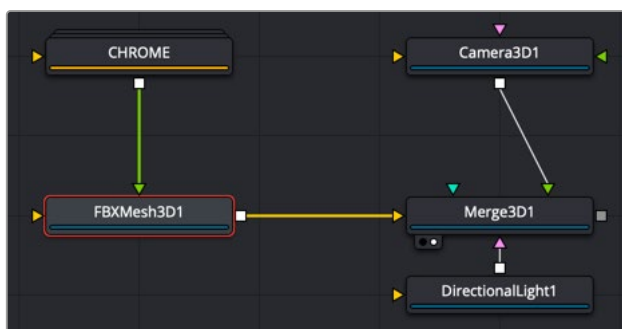 CHROME
Camera3D1
FBXMesh3D1
Merge3D1
DirectionalLight1